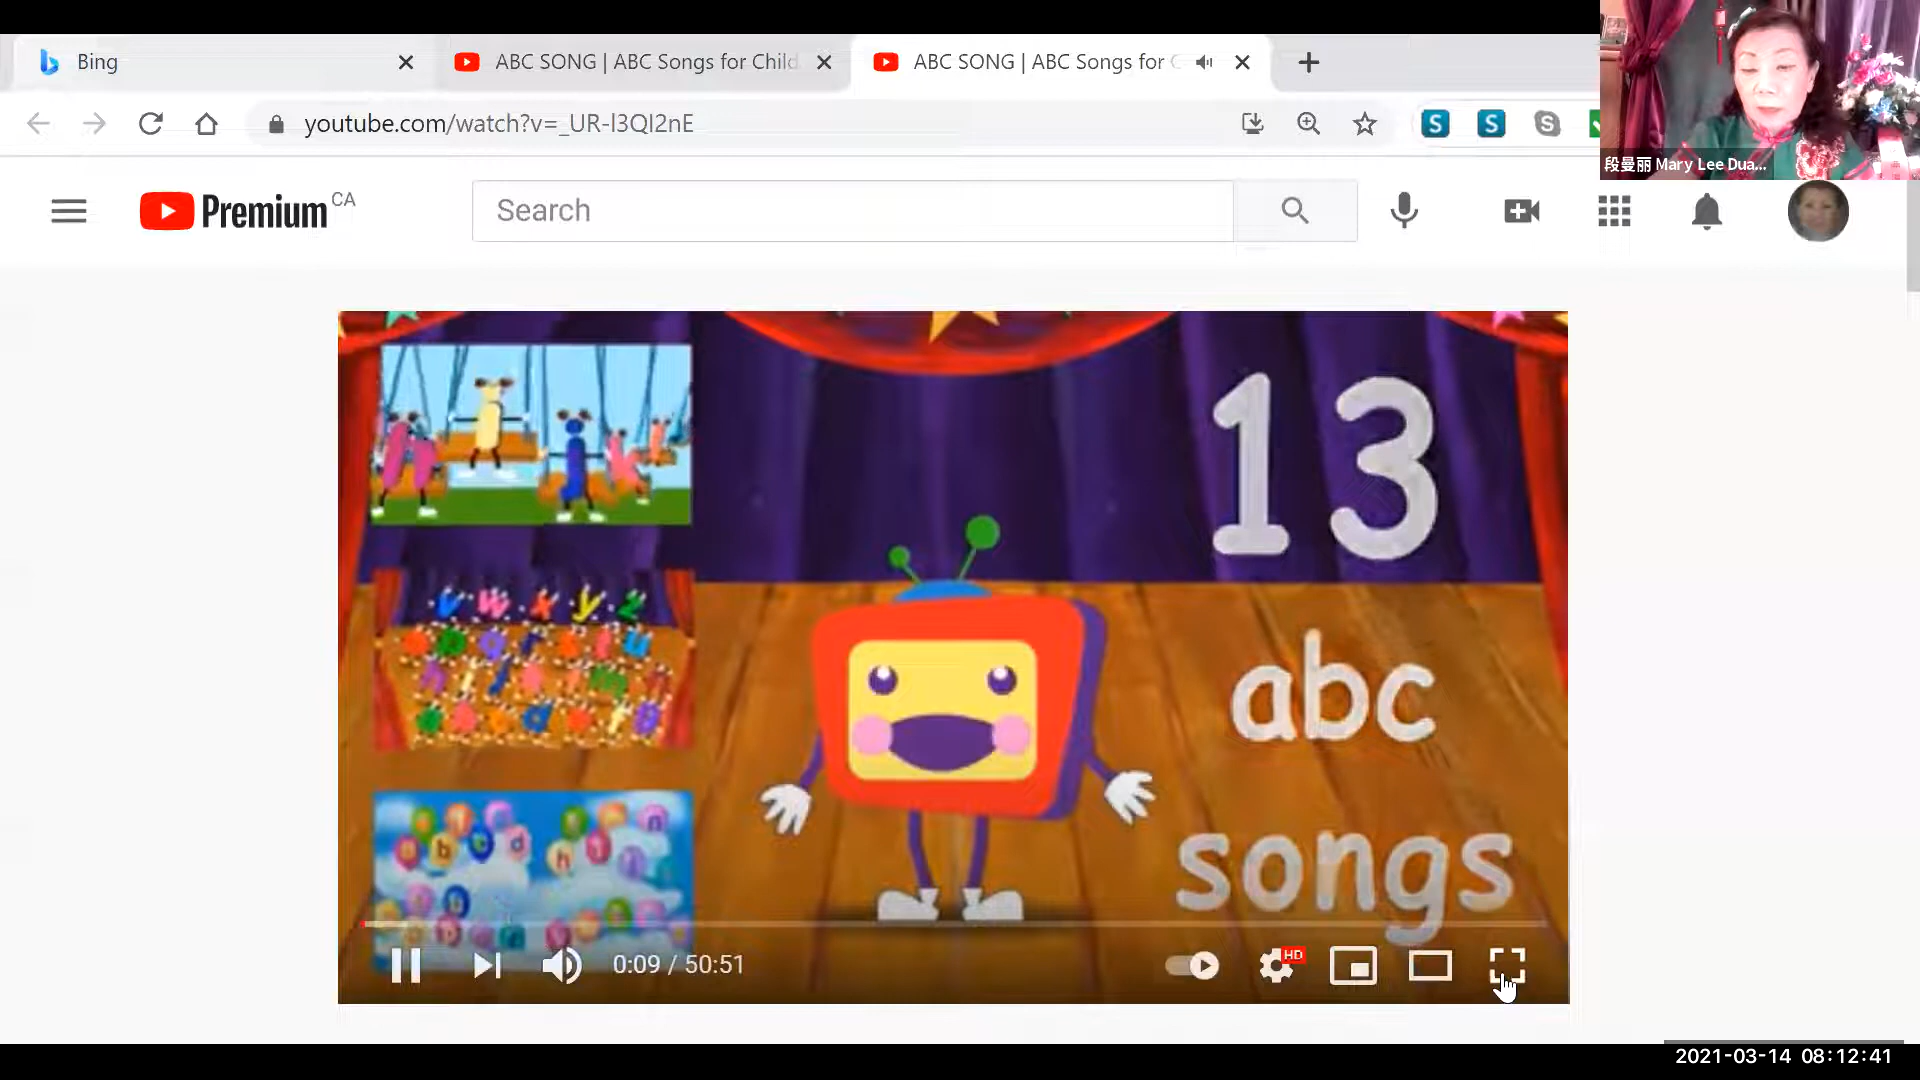 Bing
ABC SONG | ABC Songs for Child
ABC SONG | ABC Songs for C
youtube.com/watch?v=_UR-l3QI2nE
段曼丽 Mary Lee Dua...
Premium CA
Search
13
abc
songs
v w x y z
0:09 / 50:51
HD
2021-03-14 08:12:41